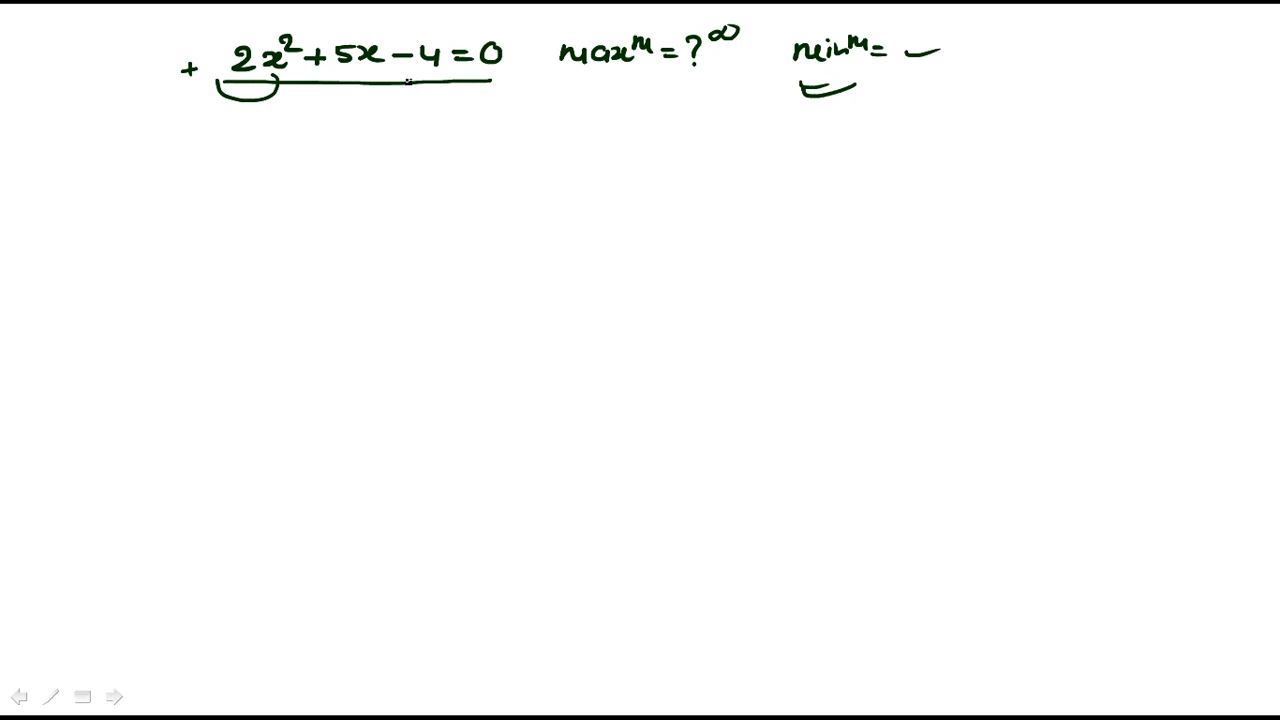 + 2x² + 5x - 4 = 0 maxᵐ = ? ∞ minᵐ = ✓